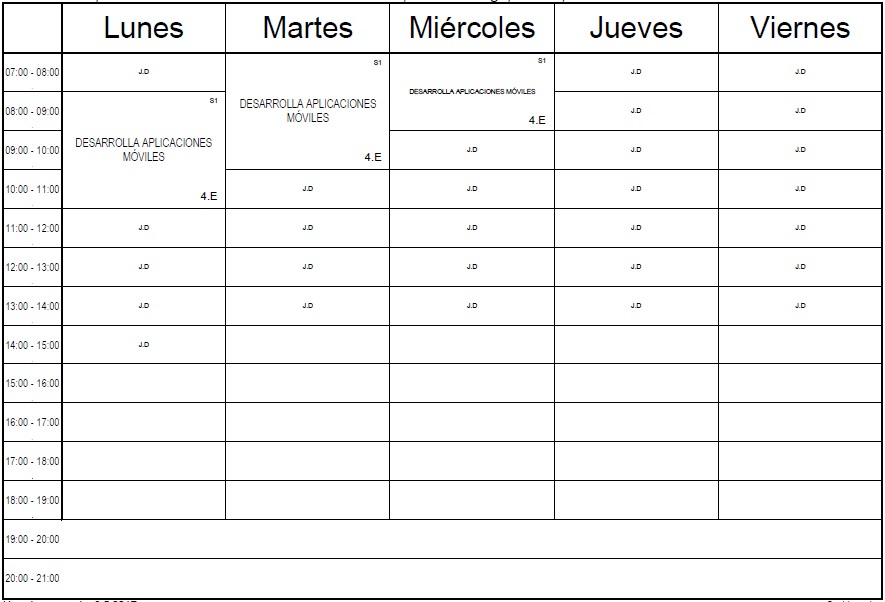 Lunes Martes Miércoles Jueves Viernes
07:00 - 08:00 J.D S1 S1 J.D J.D
DESARROLLA APLICACIONES MÓVILES
08:00 - 09:00 S1 DESARROLLA APLICACIONES 4.E J.D J.D
MÓVILES
09:00 - 10:00 DESARROLLA APLICACIONES 4.E J.D J.D J.D
MÓVILES
10:00 - 11:00 4.E J.D J.D J.D J.D
11:00 - 12:00 J.D J.D J.D J.D J.D
12:00 - 13:00 J.D J.D J.D J.D J.D
13:00 - 14:00 J.D J.D J.D J.D J.D
14:00 - 15:00 J.D
15:00 - 16:00
16:00 - 17:00
17:00 - 18:00
18:00 - 19:00
19:00 - 20:00
20:00 - 21:00